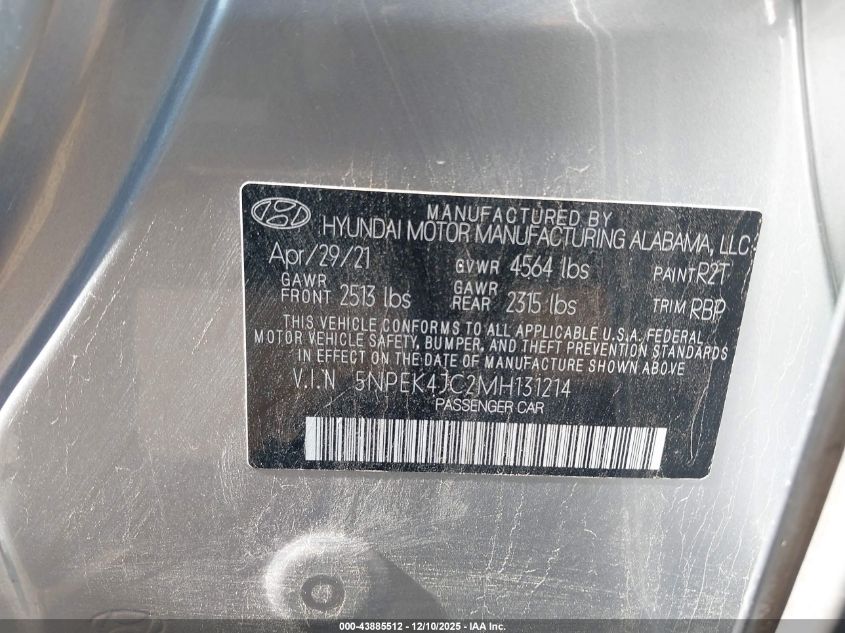 MANUFACTURED BY
HYUNDAI MOTOR MANUFACTURING ALABAMA, LLC
Apr/29/21 GVWR 4564 lbs PAINT R2T
GAWR FRONT 2513 lbs GAWR REAR 2315 lbs TRIM RBP
THIS VEHICLE CONFORMS TO ALL APPLICABLE U.S.A. FEDERAL
MOTOR VEHICLE SAFETY, BUMPER, AND THEFT PREVENTION STANDARDS
IN EFFECT ON THE DATE OF MANUFACTURE SHOWN ABOVE.
V.I.N 5NPEK4JC2MH131214
PASSENGER CAR
000-43885512 - 12/10/2025 - IAA Inc.